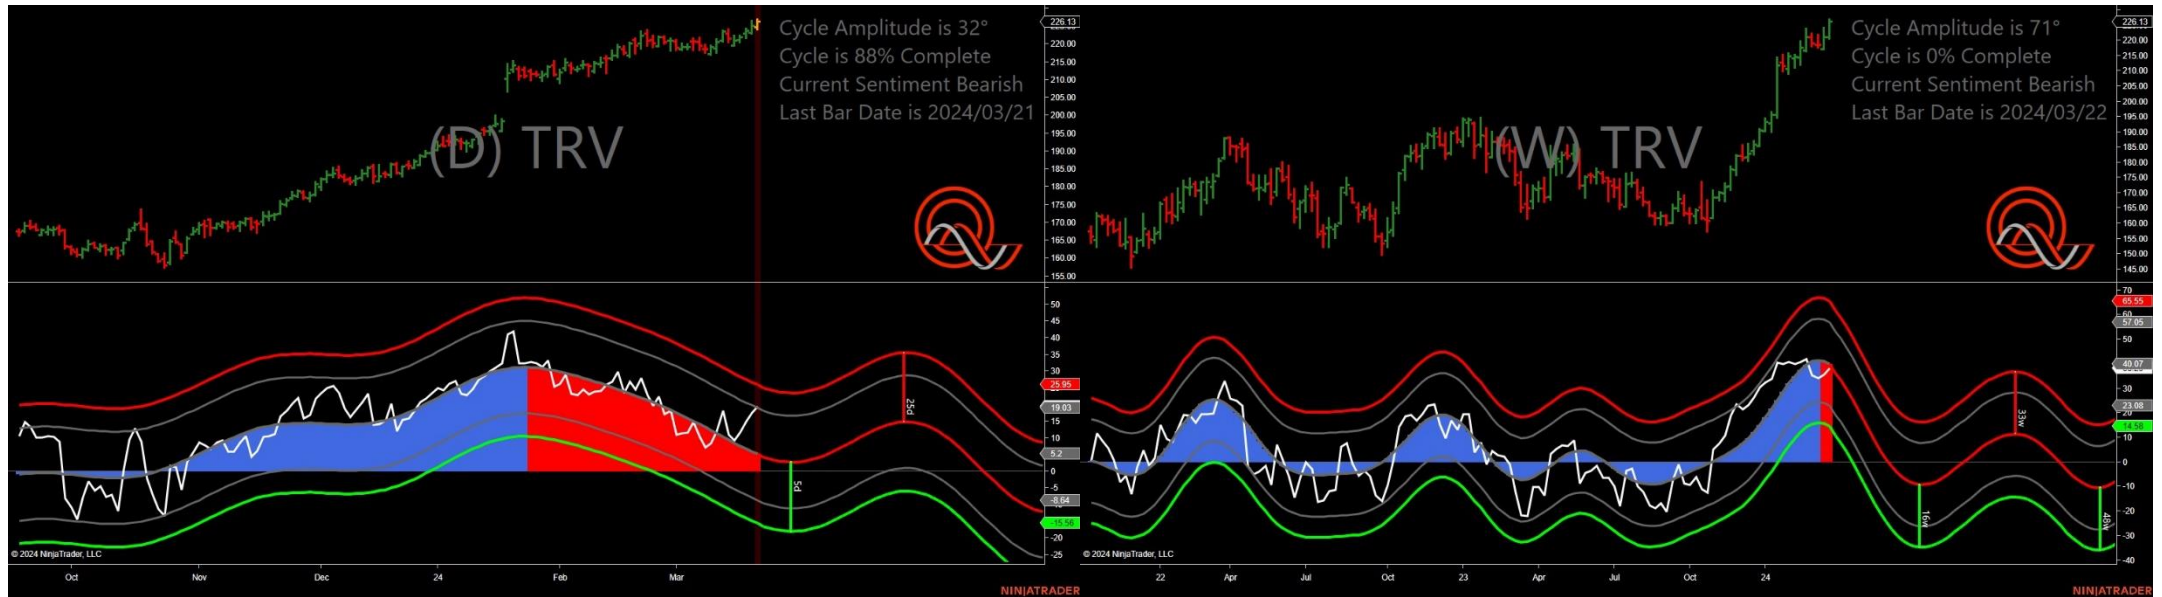 Cycle Amplitude is 32°
Cycle is 88% Complete
Current Sentiment Bearish
Last Bar Date is 2024/03/21
(D) TRV
226.13
220.00
215.00
210.00
205.00
200.00
195.00
190.00
185.00
180.00
175.00
170.00
165.00
160.00
155.00
50
45
40
35
30
25.95
19.03
15
10
5.2
0
-5
-8.64
-15.56
-20
-25
25d
5d
© 2024 NinjaTrader, LLC
Oct
Nov
Dec
24
Feb
Mar
NINJATRADER
Cycle Amplitude is 71°
Cycle is 0% Complete
Current Sentiment Bearish
Last Bar Date is 2024/03/22
(W) TRV
226.13
220.00
215.00
210.00
205.00
200.00
195.00
190.00
185.00
180.00
175.00
170.00
165.00
160.00
155.00
150.00
145.00
70
65.55
60
57.05
50
40.07
30
23.08
14.58
10
0
-10
-20
-30
-40
33w
16w
48w
© 2024 NinjaTrader, LLC
22
Apr
Jul
Oct
23
Apr
Jul
Oct
24
NINJATRADER